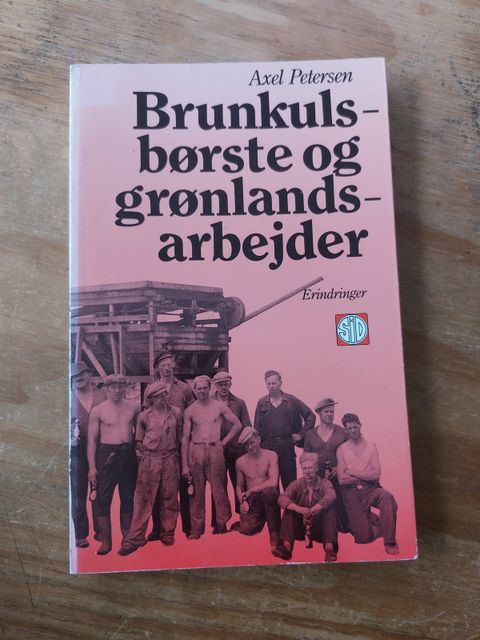 Axel Petersen
Brunkuls-
børste og
grønlands-
arbejder
Erindringer
SiD